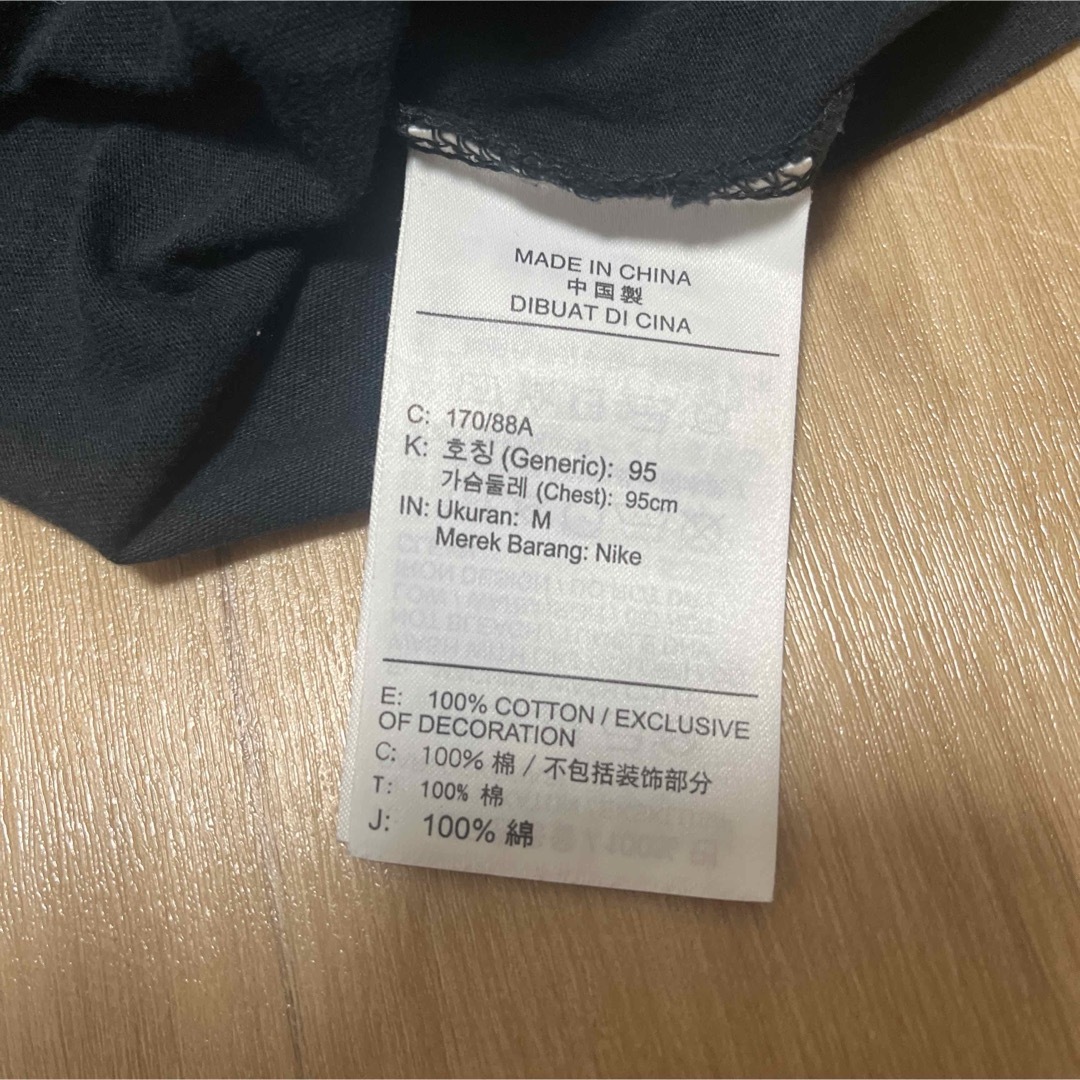 MADE IN CHINA
中国製
DIBUAT DI CINA
C: 170/88A
K: 호칭 (Generic): 95
가슴둘레 (Chest): 95cm
IN: Ukuran: M
Merek Barang: Nike
E: 100% COTTON / EXCLUSIVE
OF DECORATION
C: 100% 棉 / 不包括装饰部分
T: 100% 棉
J: 100% 綿